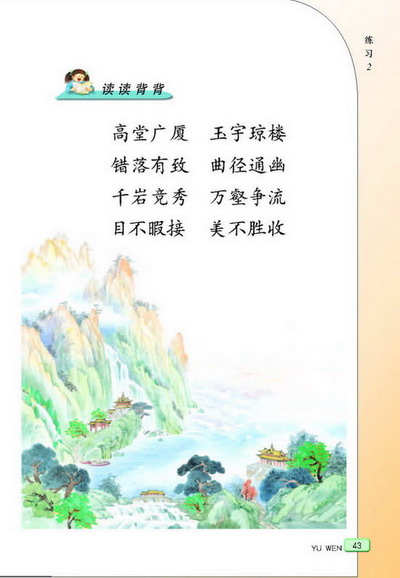 练习2
读读背背
高堂广厦 玉宇琼楼
错落有致 曲径通幽
千岩竞秀 万壑争流
目不暇接 美不胜收
YU WEN 43